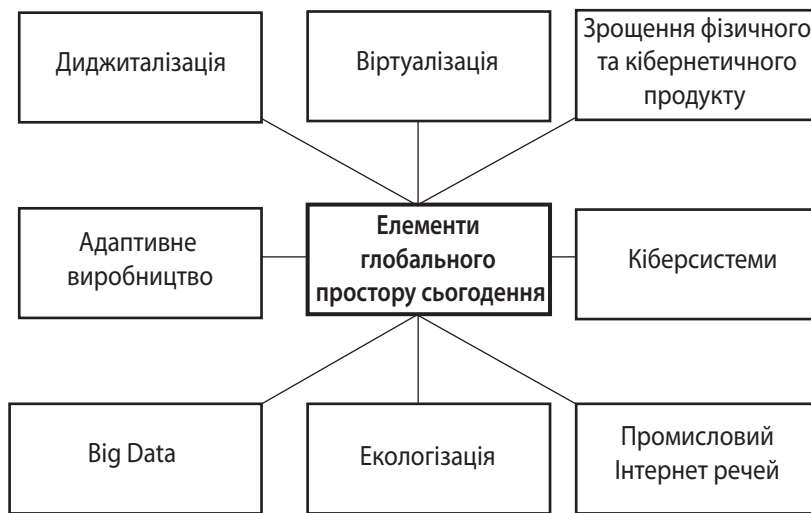 Диджиталізація
Віртуалізація
Зрощення фізичного
та кібернетичного
продукту
Адаптивне
виробництво
Елементи
глобального
простору сьогодення
Кіберсистеми
Big Data
Екологізація
Промисловий
Інтернет речей